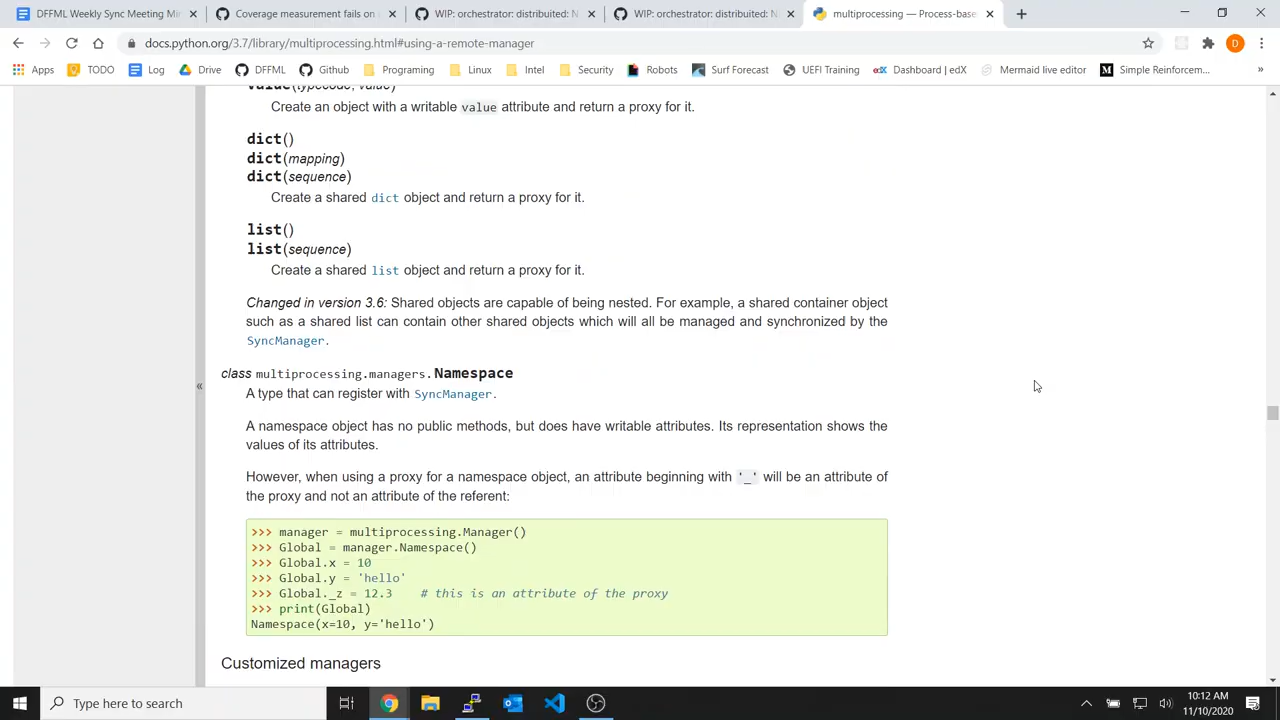 DFFML Weekly Sync Meeting Mi
Coverage measurement fails on
WIP: orchestrator: distributed: N
WIP: orchestrator: distributed: N
multiprocessing — Process-base
docs.python.org/3.7/library/multiprocessing.html#using-a-remote-manager
D
Apps
TODO
Log
Drive
DFFML
Github
Programing
Linux
Intel
Security
Robots
Surf Forecast
UEFI Training
edX
Dashboard | edX
Mermaid live editor
M
Simple Reinforcem...
»
Value(typecode, value)
Create an object with a writable value attribute and return a proxy for it.
dict()
dict(mapping)
dict(sequence)
Create a shared dict object and return a proxy for it.
list()
list(sequence)
Create a shared list object and return a proxy for it.
Changed in version 3.6: Shared objects are capable of being nested. For example, a shared container object
such as a shared list can contain other shared objects which will all be managed and synchronized by the
SyncManager.
«
class multiprocessing.managers.Namespace
A type that can register with SyncManager.
A namespace object has no public methods, but does have writable attributes. Its representation shows the
values of its attributes.
However, when using a proxy for a namespace object, an attribute beginning with '_' will be an attribute of
the proxy and not an attribute of the referent:
>>> manager = multiprocessing.Manager()
>>> Global = manager.Namespace()
>>> Global.x = 10
>>> Global.y = 'hello'
>>> Global._z = 12.3    # this is an attribute of the proxy
>>> print(Global)
Namespace(x=10, y='hello')
Customized managers
Type here to search
10:12 AM
11/10/2020